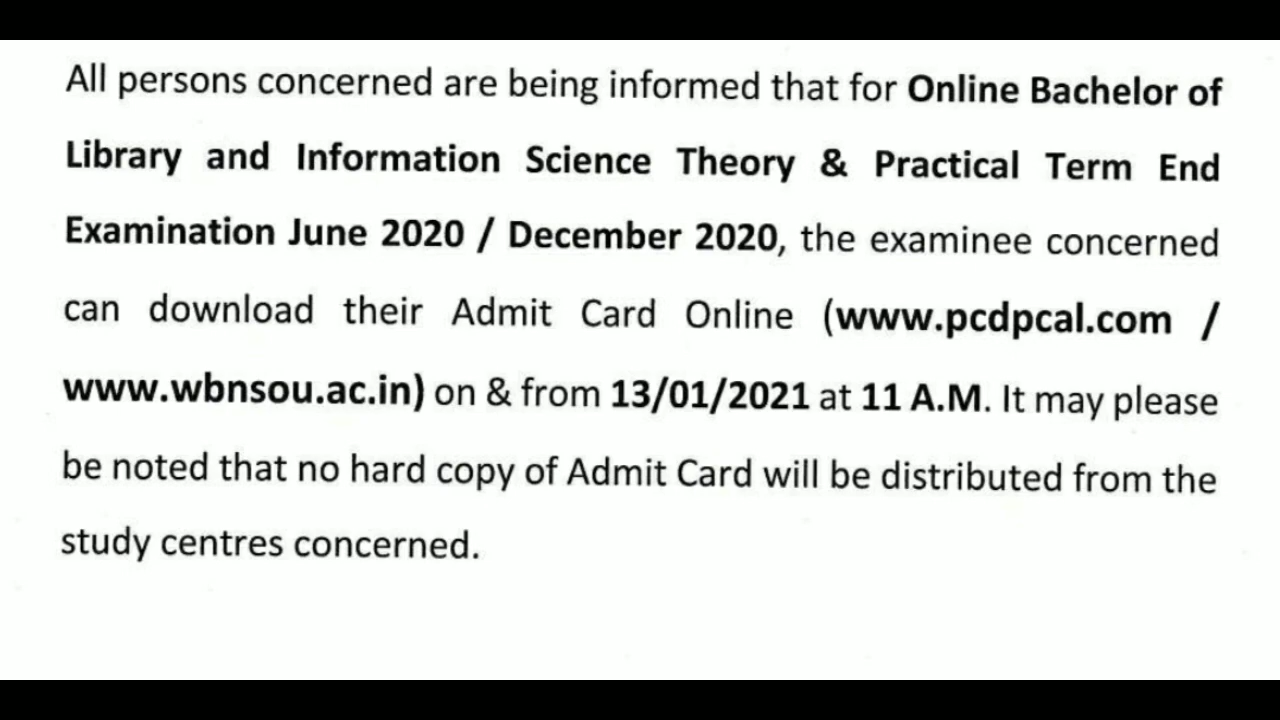 All persons concerned are being informed that for Online Bachelor of
Library and Information Science Theory & Practical Term End
Examination June 2020 / December 2020, the examinee concerned
can download their Admit Card Online (www.pcdpcal.com /
www.wbnsou.ac.in) on & from 13/01/2021 at 11 A.M. It may please
be noted that no hard copy of Admit Card will be distributed from the
study centres concerned.